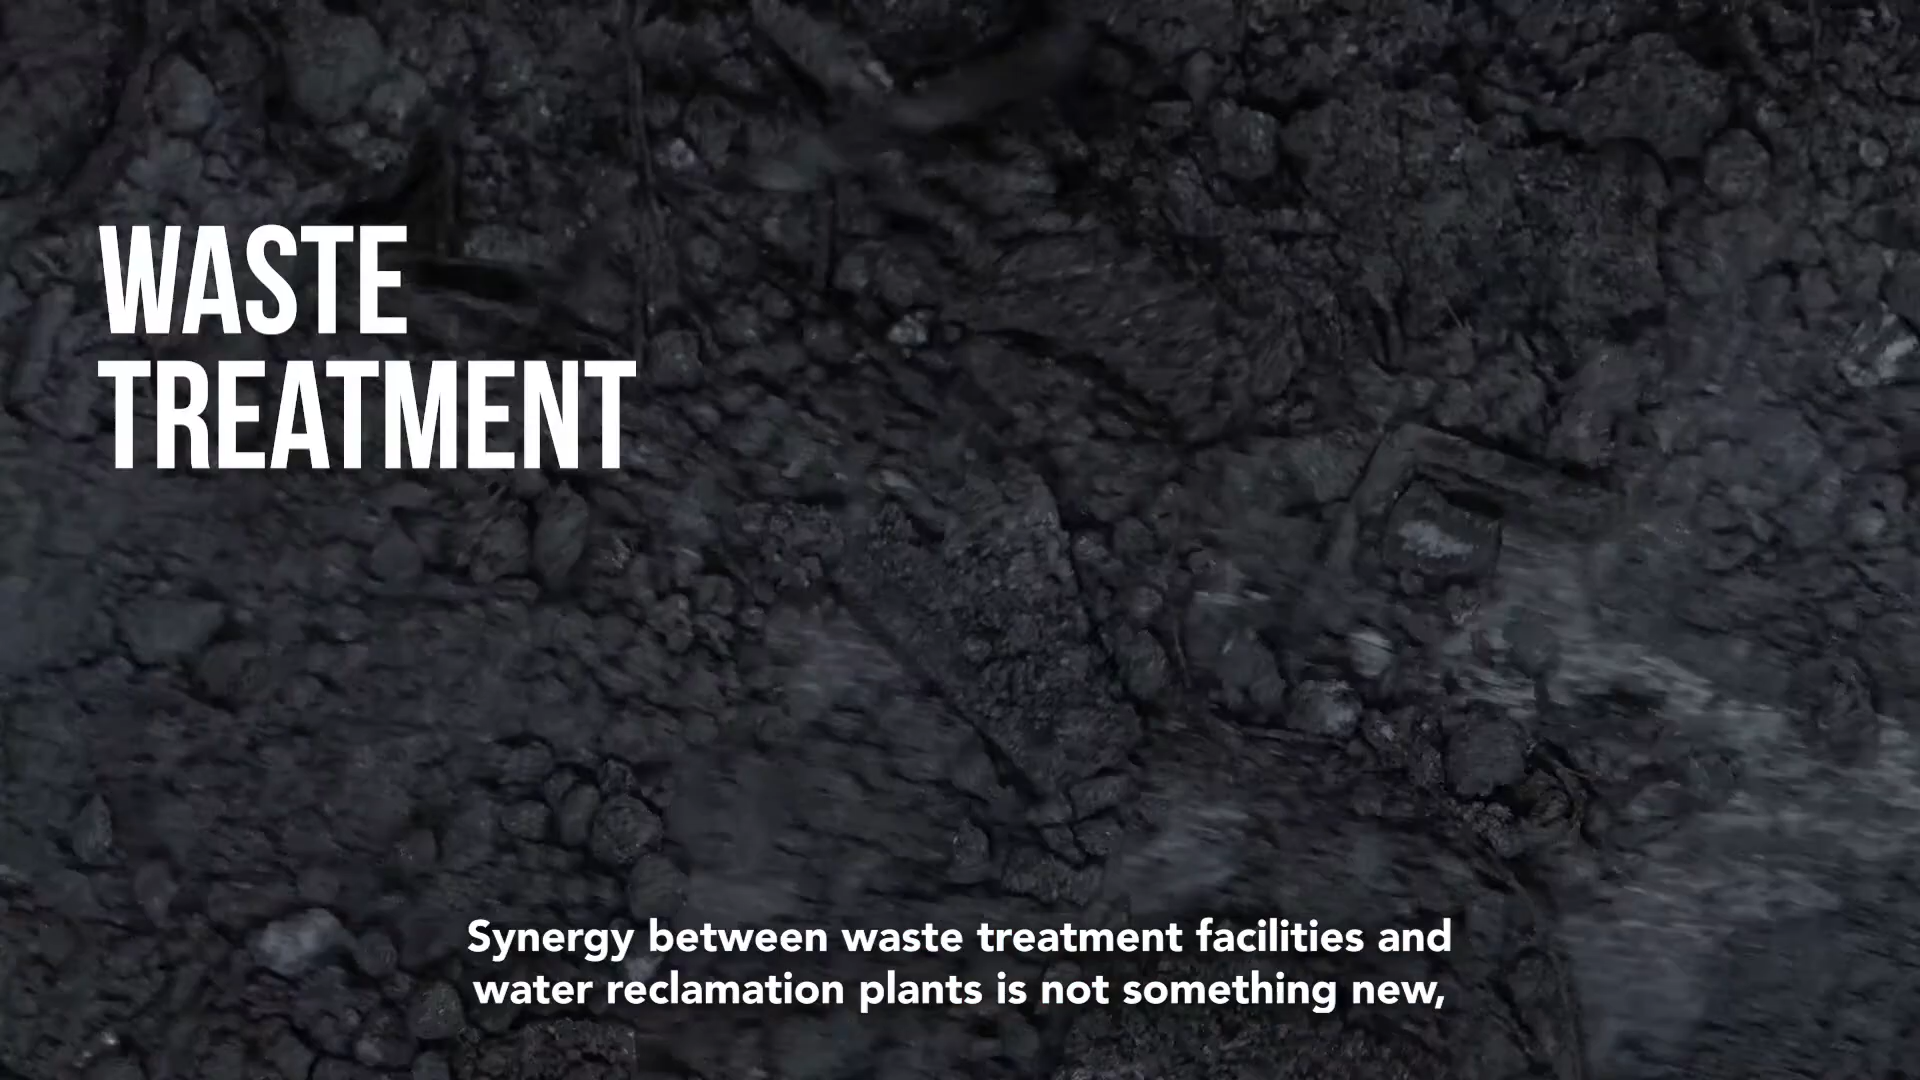 WASTE
TREATMENT
Synergy between waste treatment facilities and
water reclamation plants is not something new,